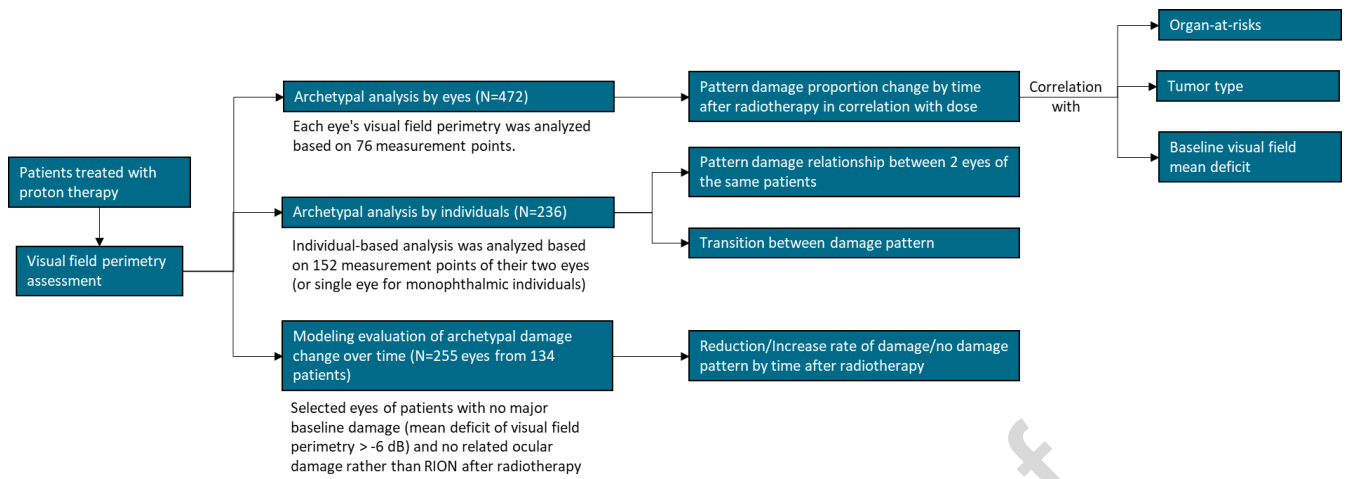 Patients treated with
proton therapy
Visual field perimetry
assessment
Archetypal analysis by eyes (N=472)
Each eye's visual field perimetry was analyzed
based on 76 measurement points.
Archetypal analysis by individuals (N=236)
Individual-based analysis was analyzed based
on 152 measurement points of their two eyes
(or single eye for monophthalmic individuals)
Modeling evaluation of archetypal damage
change over time (N=255 eyes from 134
patients)
Selected eyes of patients with no major
baseline damage (mean deficit of visual field
perimetry > -6 dB) and no related ocular
damage rather than RION after radiotherapy
Pattern damage proportion change by time
after radiotherapy in correlation with dose
Pattern damage relationship between 2 eyes of
the same patients
Transition between damage pattern
Reduction/Increase rate of damage/no damage
pattern by time after radiotherapy
Correlation
with
Organ-at-risks
Tumor type
Baseline visual field
mean deficit
f